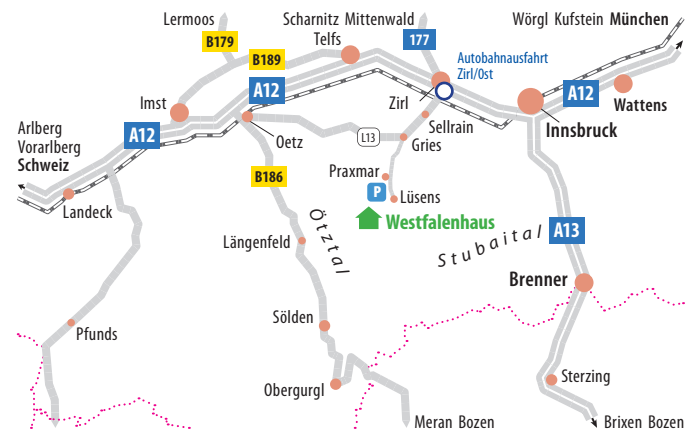 Lermoos
Scharnitz Mittenwald
Telfs
Wörgl Kufstein München
B179
B189
177
Autobahnausfahrt
Zirl/Ost
A12
A12
Imst
Zirl
Wattens
Innsbruck
A12
Arlberg
Vorarlberg
Schweiz
Oetz
L13
Sellrain
Gries
B186
Praxmar
P
Lüsens
Landeck
Westfalenhaus
Ötztal
Stubaital
A13
Längenfeld
Brenner
Sölden
Pfunds
Obergurgl
Sterzing
Meran Bozen
Brixen Bozen